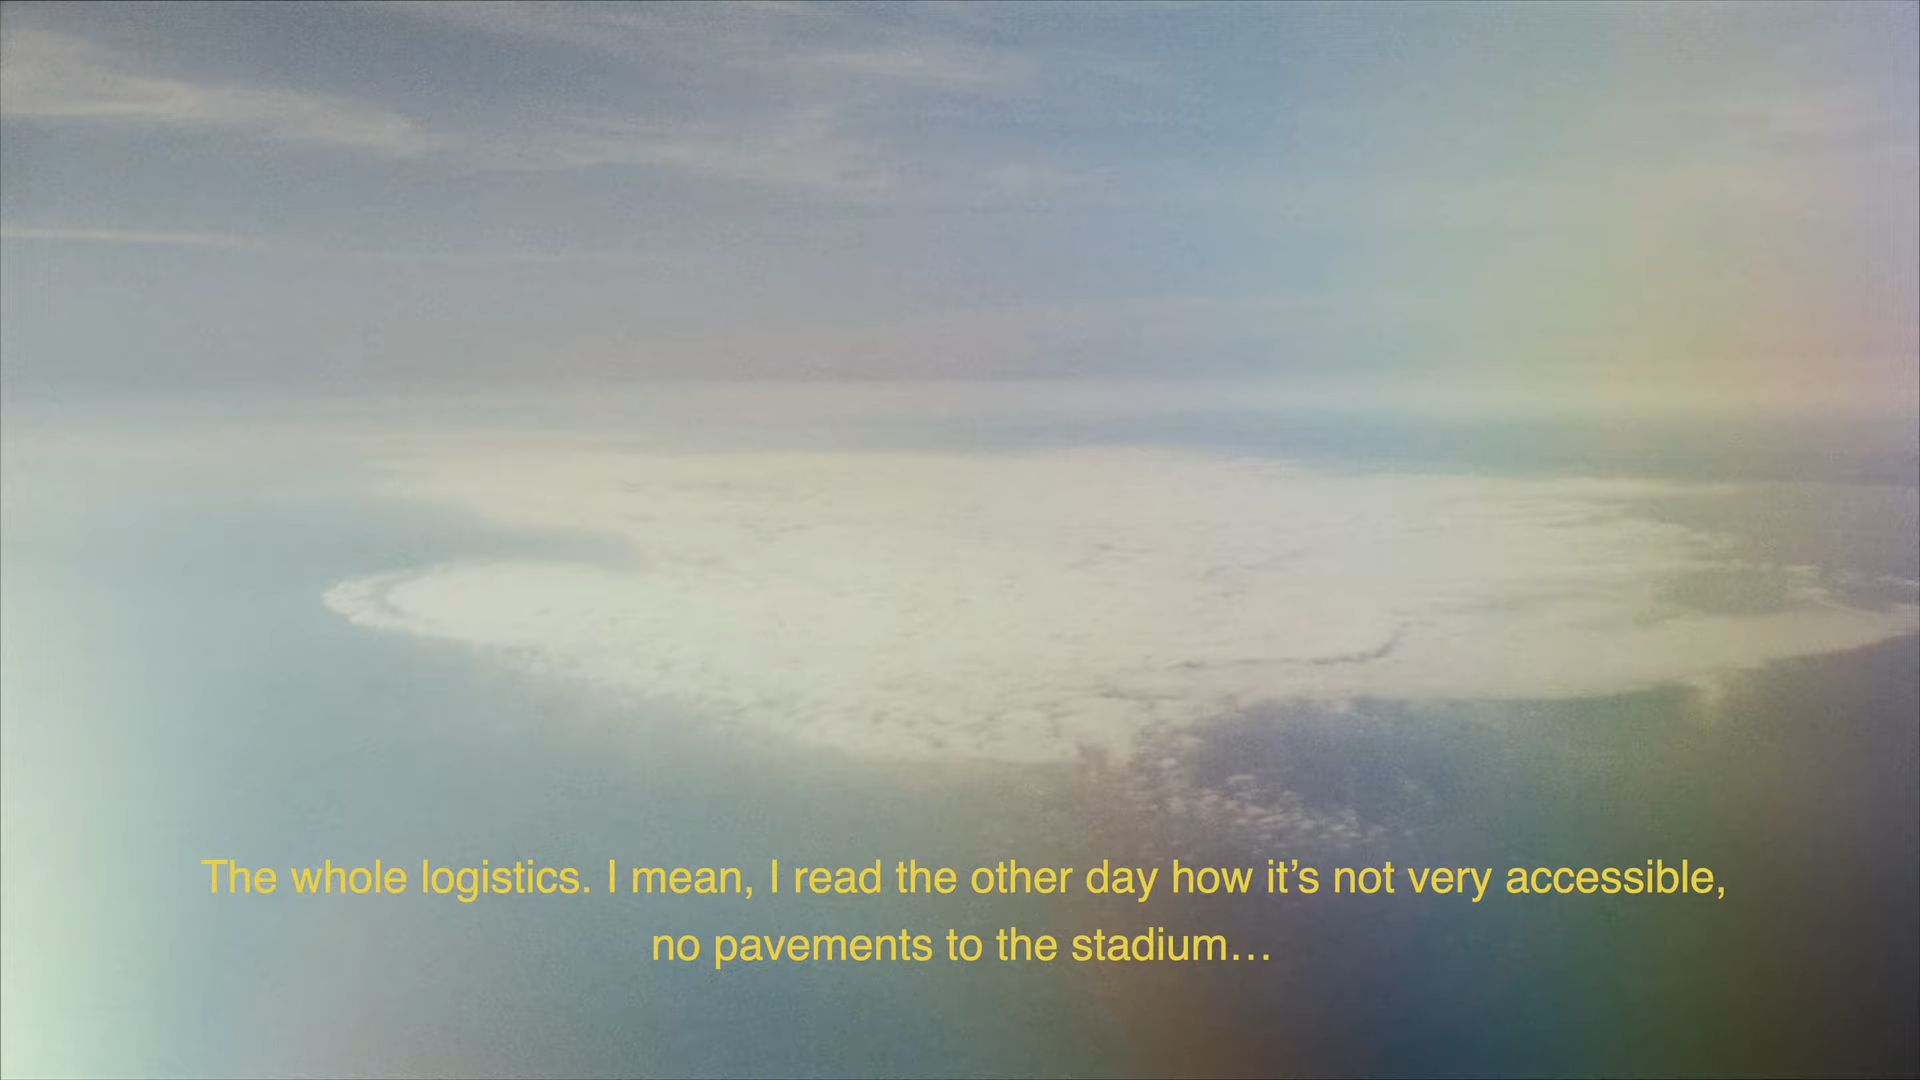 The whole logistics. I mean, I read the other day how it’s not very accessible,
no pavements to the stadium…